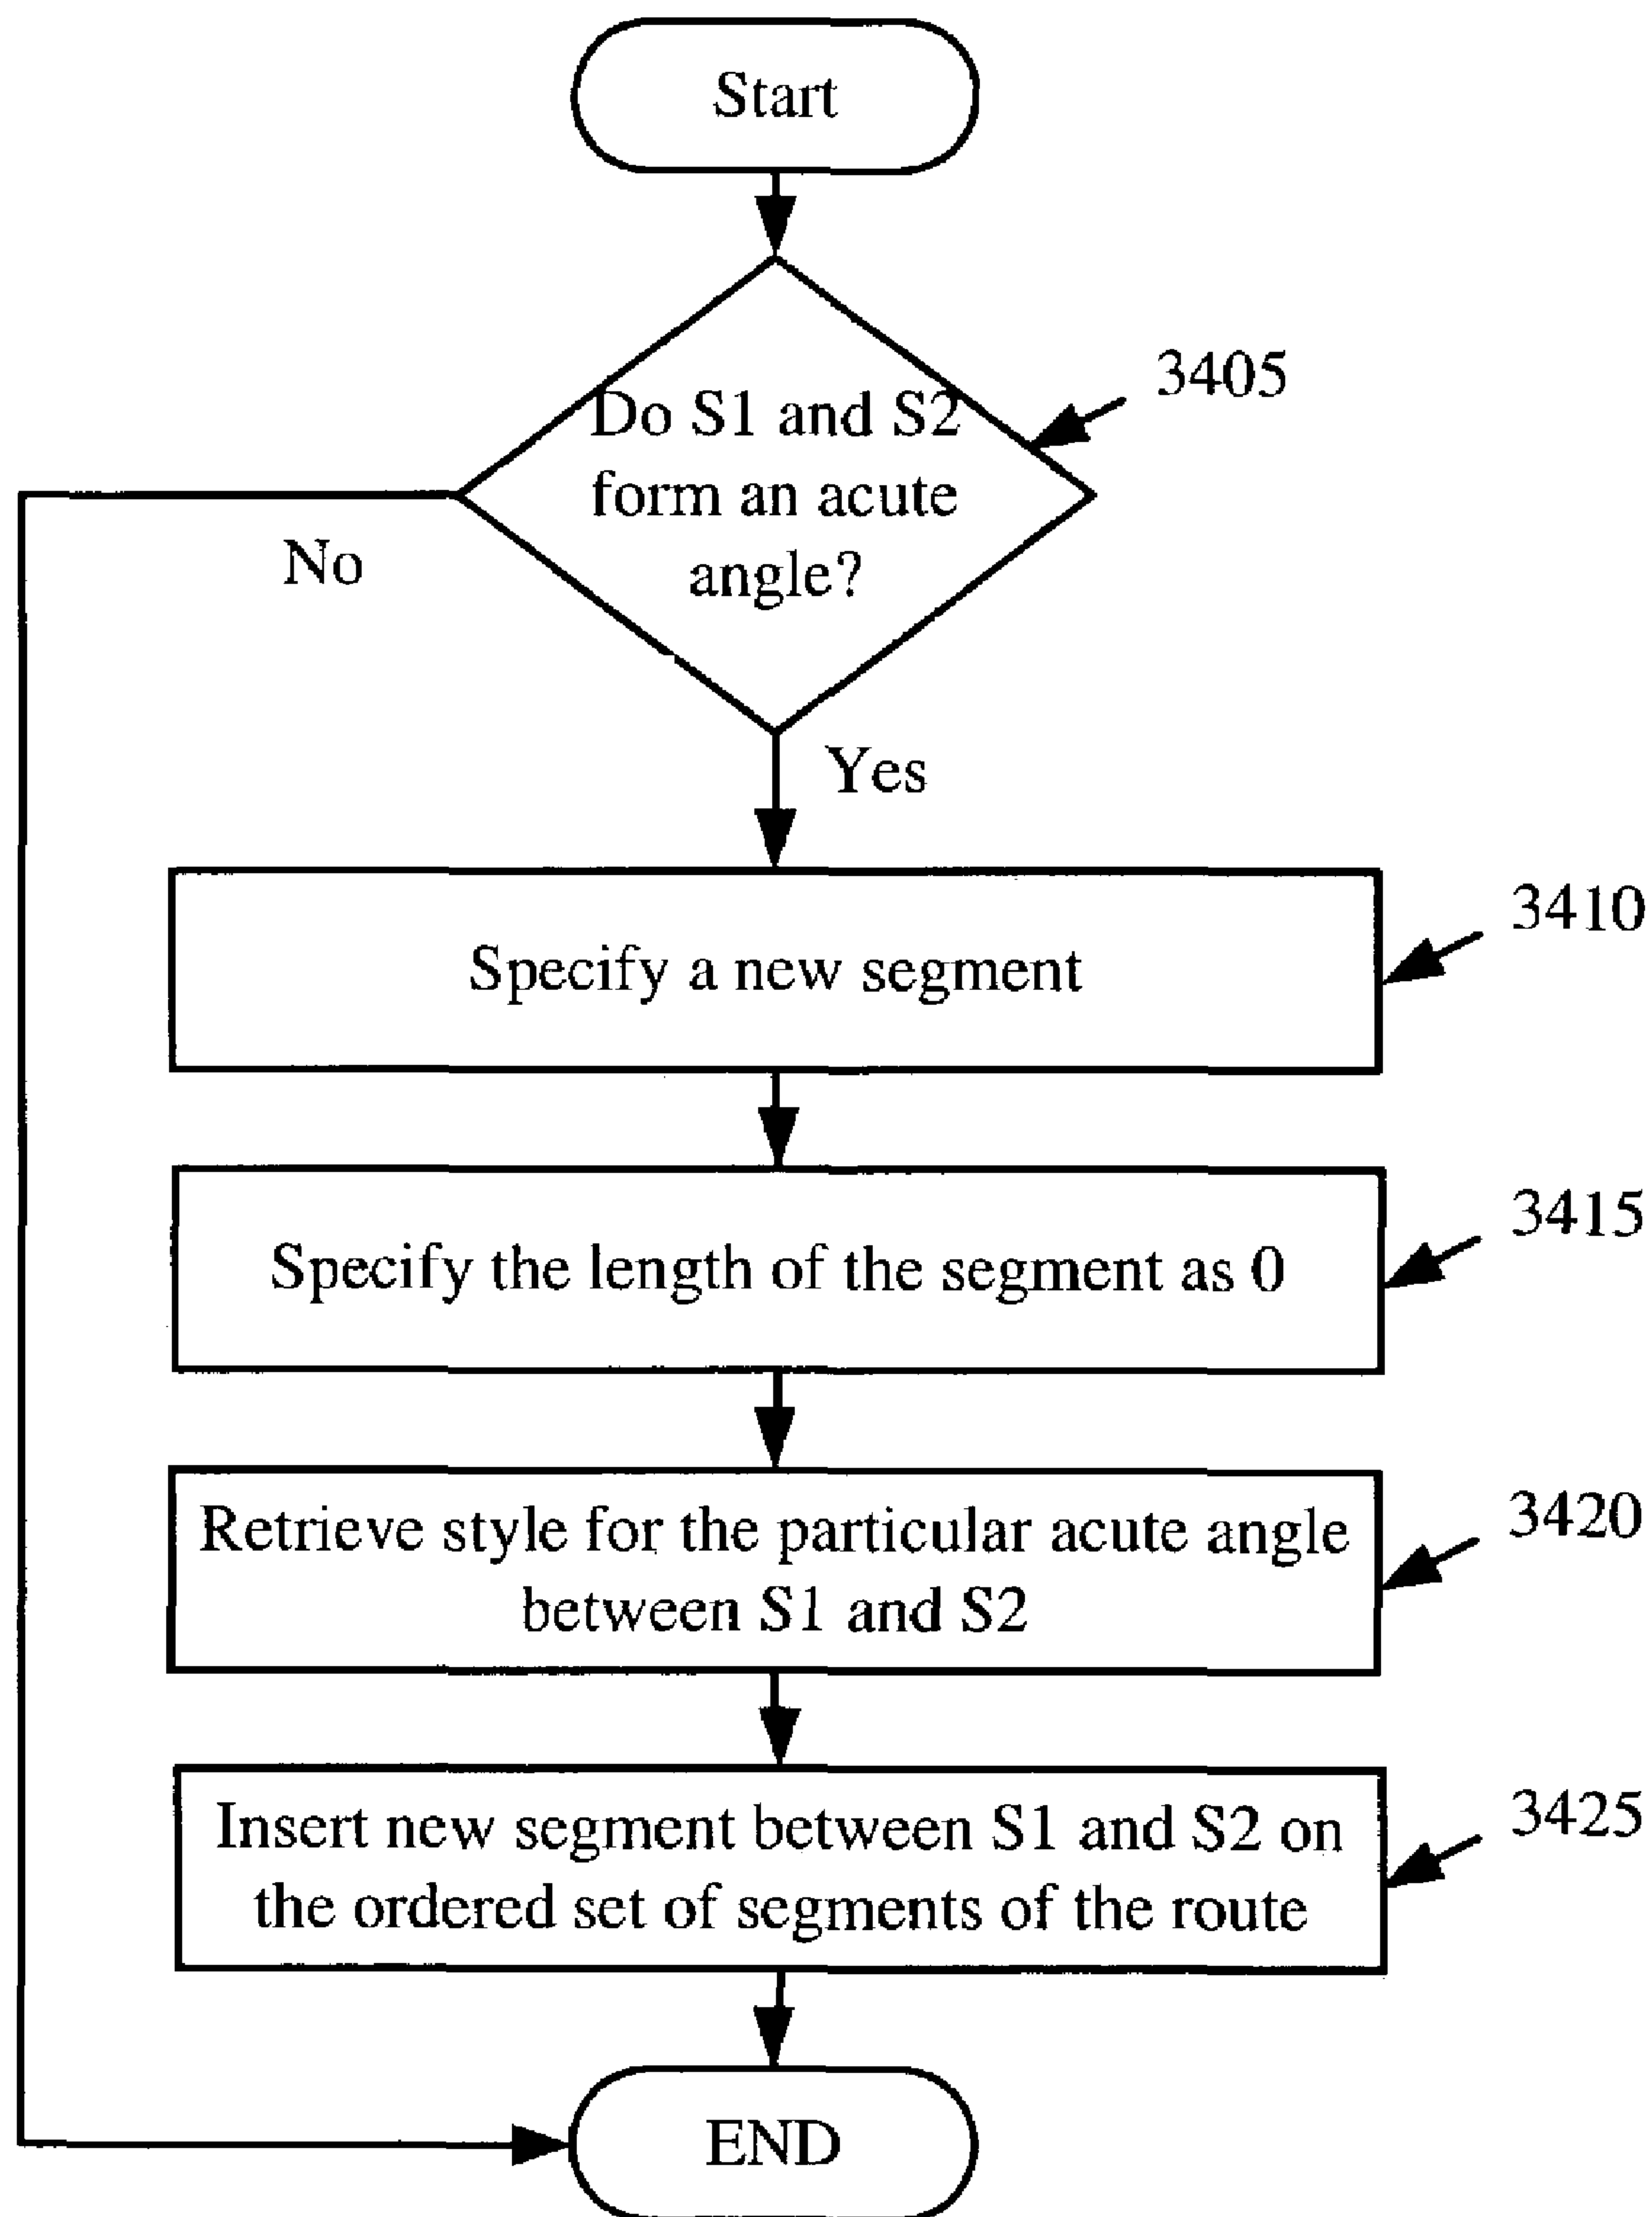 Start
3405
Do S1 and S2
form an acute
angle?
No
Yes
3410
Specify a new segment
3415
Specify the length of the segment as 0
3420
Retrieve style for the particular acute angle
between S1 and S2
3425
Insert new segment between S1 and S2 on
the ordered set of segments of the route
END